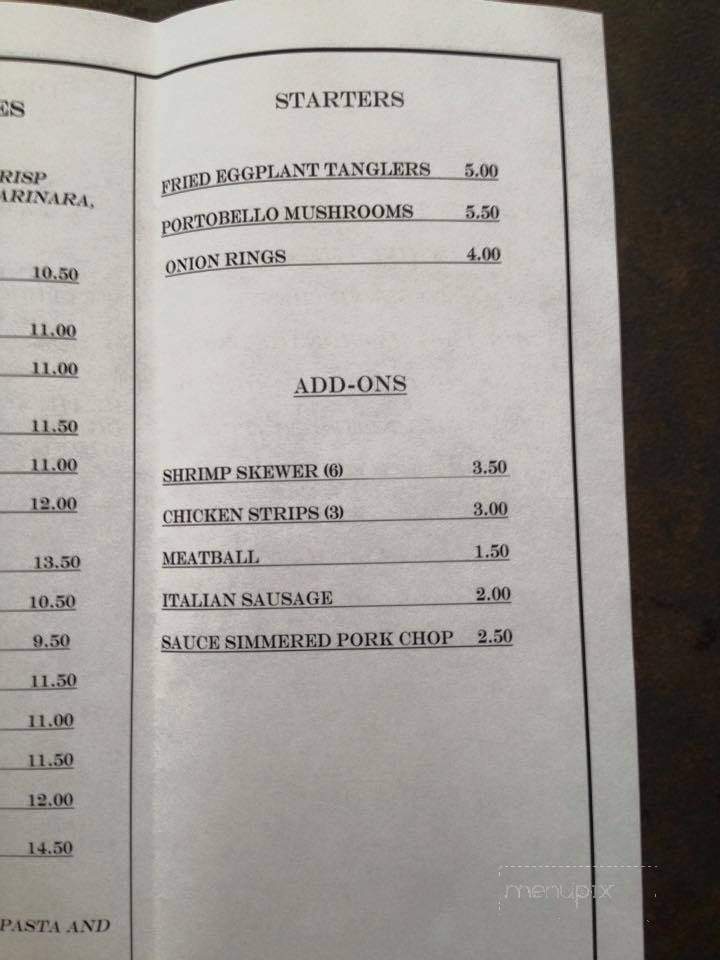 ES
RISP
ARINARA,
10.50
11.00
11.00
11.50
11.00
12.00
13.50
10.50
9.50
11.50
11.00
11.50
12.00
14.50
PASTA AND
STARTERS
FRIED EGGPLANT TANGLERS 5.00
PORTOBELLO MUSHROOMS 5.50
ONION RINGS 4.00
ADD-ONS
SHRIMP SKEWER (6) 3.50
CHICKEN STRIPS (3) 3.00
MEATBALL 1.50
ITALIAN SAUSAGE 2.00
SAUCE SIMMERED PORK CHOP 2.50
menupix